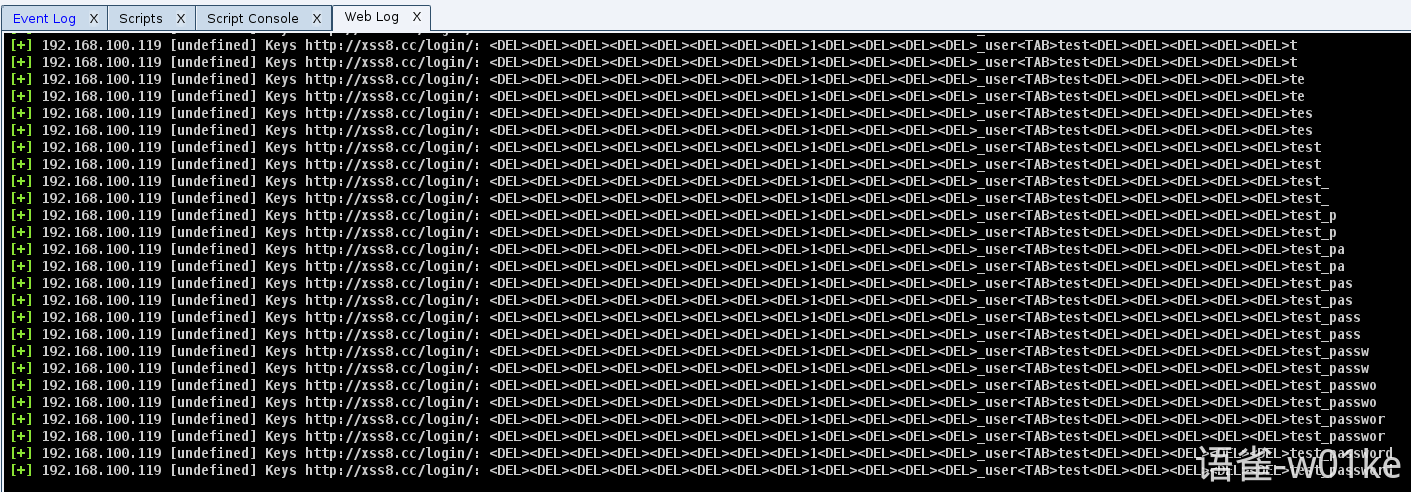 Event Log X Scripts X Script Console X Web Log X
[+] 192.168.100.119 [undefined] Keys http://xss8.cc/login/: <DEL><DEL><DEL><DEL><DEL><DEL><DEL><DEL>1<DEL><DEL><DEL><DEL>_user<TAB>test<DEL><DEL><DEL><DEL><DEL>t
[+] 192.168.100.119 [undefined] Keys http://xss8.cc/login/: <DEL><DEL><DEL><DEL><DEL><DEL><DEL><DEL>1<DEL><DEL><DEL><DEL>_user<TAB>test<DEL><DEL><DEL><DEL><DEL>t
[+] 192.168.100.119 [undefined] Keys http://xss8.cc/login/: <DEL><DEL><DEL><DEL><DEL><DEL><DEL><DEL>1<DEL><DEL><DEL><DEL>_user<TAB>test<DEL><DEL><DEL><DEL><DEL>te
[+] 192.168.100.119 [undefined] Keys http://xss8.cc/login/: <DEL><DEL><DEL><DEL><DEL><DEL><DEL><DEL>1<DEL><DEL><DEL><DEL>_user<TAB>test<DEL><DEL><DEL><DEL><DEL>te
[+] 192.168.100.119 [undefined] Keys http://xss8.cc/login/: <DEL><DEL><DEL><DEL><DEL><DEL><DEL><DEL>1<DEL><DEL><DEL><DEL>_user<TAB>test<DEL><DEL><DEL><DEL><DEL>tes
[+] 192.168.100.119 [undefined] Keys http://xss8.cc/login/: <DEL><DEL><DEL><DEL><DEL><DEL><DEL><DEL>1<DEL><DEL><DEL><DEL>_user<TAB>test<DEL><DEL><DEL><DEL><DEL>tes
[+] 192.168.100.119 [undefined] Keys http://xss8.cc/login/: <DEL><DEL><DEL><DEL><DEL><DEL><DEL><DEL>1<DEL><DEL><DEL><DEL>_user<TAB>test<DEL><DEL><DEL><DEL><DEL>test
[+] 192.168.100.119 [undefined] Keys http://xss8.cc/login/: <DEL><DEL><DEL><DEL><DEL><DEL><DEL><DEL>1<DEL><DEL><DEL><DEL>_user<TAB>test<DEL><DEL><DEL><DEL><DEL>test
[+] 192.168.100.119 [undefined] Keys http://xss8.cc/login/: <DEL><DEL><DEL><DEL><DEL><DEL><DEL><DEL>1<DEL><DEL><DEL><DEL>_user<TAB>test<DEL><DEL><DEL><DEL><DEL>test_
[+] 192.168.100.119 [undefined] Keys http://xss8.cc/login/: <DEL><DEL><DEL><DEL><DEL><DEL><DEL><DEL>1<DEL><DEL><DEL><DEL>_user<TAB>test<DEL><DEL><DEL><DEL><DEL>test_
[+] 192.168.100.119 [undefined] Keys http://xss8.cc/login/: <DEL><DEL><DEL><DEL><DEL><DEL><DEL><DEL>1<DEL><DEL><DEL><DEL>_user<TAB>test<DEL><DEL><DEL><DEL><DEL>test_p
[+] 192.168.100.119 [undefined] Keys http://xss8.cc/login/: <DEL><DEL><DEL><DEL><DEL><DEL><DEL><DEL>1<DEL><DEL><DEL><DEL>_user<TAB>test<DEL><DEL><DEL><DEL><DEL>test_p
[+] 192.168.100.119 [undefined] Keys http://xss8.cc/login/: <DEL><DEL><DEL><DEL><DEL><DEL><DEL><DEL>1<DEL><DEL><DEL><DEL>_user<TAB>test<DEL><DEL><DEL><DEL><DEL>test_pa
[+] 192.168.100.119 [undefined] Keys http://xss8.cc/login/: <DEL><DEL><DEL><DEL><DEL><DEL><DEL><DEL>1<DEL><DEL><DEL><DEL>_user<TAB>test<DEL><DEL><DEL><DEL><DEL>test_pa
[+] 192.168.100.119 [undefined] Keys http://xss8.cc/login/: <DEL><DEL><DEL><DEL><DEL><DEL><DEL><DEL>1<DEL><DEL><DEL><DEL>_user<TAB>test<DEL><DEL><DEL><DEL><DEL>test_pas
[+] 192.168.100.119 [undefined] Keys http://xss8.cc/login/: <DEL><DEL><DEL><DEL><DEL><DEL><DEL><DEL>1<DEL><DEL><DEL><DEL>_user<TAB>test<DEL><DEL><DEL><DEL><DEL>test_pas
[+] 192.168.100.119 [undefined] Keys http://xss8.cc/login/: <DEL><DEL><DEL><DEL><DEL><DEL><DEL><DEL>1<DEL><DEL><DEL><DEL>_user<TAB>test<DEL><DEL><DEL><DEL><DEL>test_pass
[+] 192.168.100.119 [undefined] Keys http://xss8.cc/login/: <DEL><DEL><DEL><DEL><DEL><DEL><DEL><DEL>1<DEL><DEL><DEL><DEL>_user<TAB>test<DEL><DEL><DEL><DEL><DEL>test_pass
[+] 192.168.100.119 [undefined] Keys http://xss8.cc/login/: <DEL><DEL><DEL><DEL><DEL><DEL><DEL><DEL>1<DEL><DEL><DEL><DEL>_user<TAB>test<DEL><DEL><DEL><DEL><DEL>test_passw
[+] 192.168.100.119 [undefined] Keys http://xss8.cc/login/: <DEL><DEL><DEL><DEL><DEL><DEL><DEL><DEL>1<DEL><DEL><DEL><DEL>_user<TAB>test<DEL><DEL><DEL><DEL><DEL>test_passw
[+] 192.168.100.119 [undefined] Keys http://xss8.cc/login/: <DEL><DEL><DEL><DEL><DEL><DEL><DEL><DEL>1<DEL><DEL><DEL><DEL>_user<TAB>test<DEL><DEL><DEL><DEL><DEL>test_passwo
[+] 192.168.100.119 [undefined] Keys http://xss8.cc/login/: <DEL><DEL><DEL><DEL><DEL><DEL><DEL><DEL>1<DEL><DEL><DEL><DEL>_user<TAB>test<DEL><DEL><DEL><DEL><DEL>test_passwo
[+] 192.168.100.119 [undefined] Keys http://xss8.cc/login/: <DEL><DEL><DEL><DEL><DEL><DEL><DEL><DEL>1<DEL><DEL><DEL><DEL>_user<TAB>test<DEL><DEL><DEL><DEL><DEL>test_passwor
[+] 192.168.100.119 [undefined] Keys http://xss8.cc/login/: <DEL><DEL><DEL><DEL><DEL><DEL><DEL><DEL>1<DEL><DEL><DEL><DEL>_user<TAB>test<DEL><DEL><DEL><DEL><DEL>test_passwor
[+] 192.168.100.119 [undefined] Keys http://xss8.cc/login/: <DEL><DEL><DEL><DEL><DEL><DEL><DEL><DEL>1<DEL><DEL><DEL><DEL>_user<TAB>test<DEL><DEL><DEL><DEL><DEL>test_password
[+] 192.168.100.119 [undefined] Keys http://xss8.cc/login/: <DEL><DEL><DEL><DEL><DEL><DEL><DEL><DEL>1<DEL><DEL><DEL><DEL>_user<TAB>test<DEL><DEL><DEL><DEL><DEL>test_password
语雀-w01ke